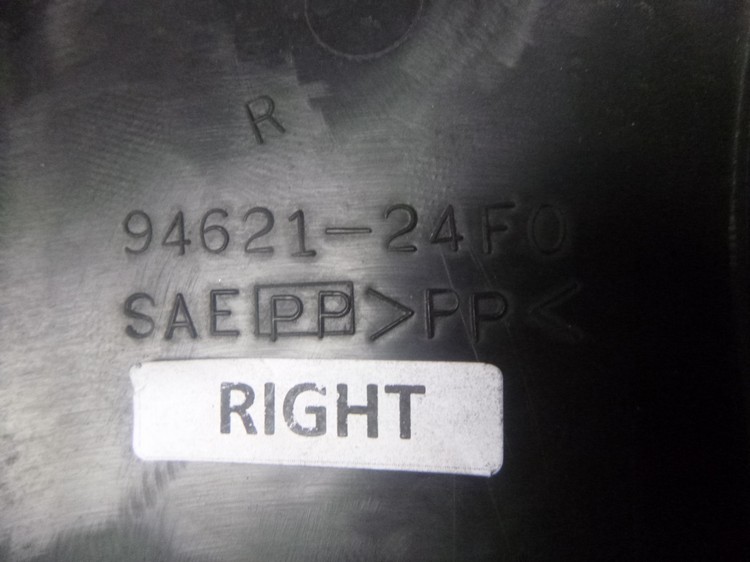 R
94621-24F0
SAE PP >PP<
RIGHT